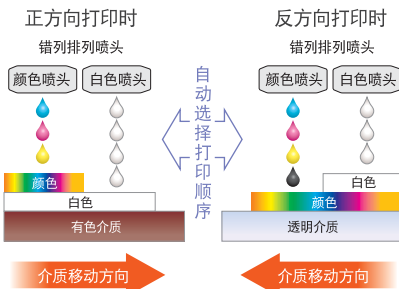 正方向打印时
错列排列喷头
颜色喷头
白色喷头
颜色
白色
有色介质
介质移动方向
自动选择打印顺序
反方向打印时
错列排列喷头
颜色喷头
白色喷头
白色
颜色
透明介质
介质移动方向